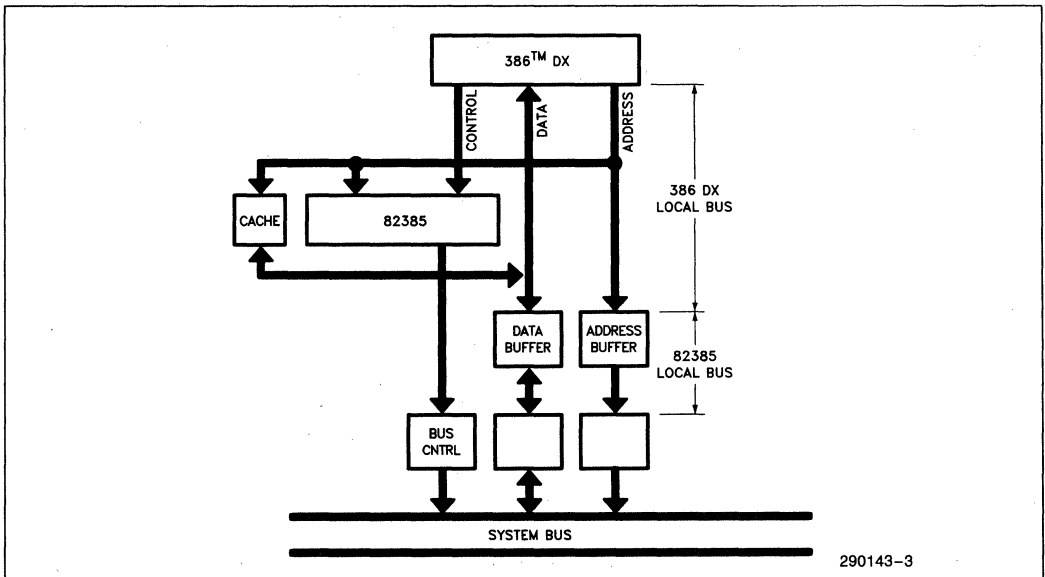 386™ DX
CONTROL
DATA
ADDRESS
386 DX
LOCAL BUS
CACHE
82385
DATA
BUFFER
ADDRESS
BUFFER
82385
LOCAL BUS
BUS
CNTRL
SYSTEM BUS
290143-3